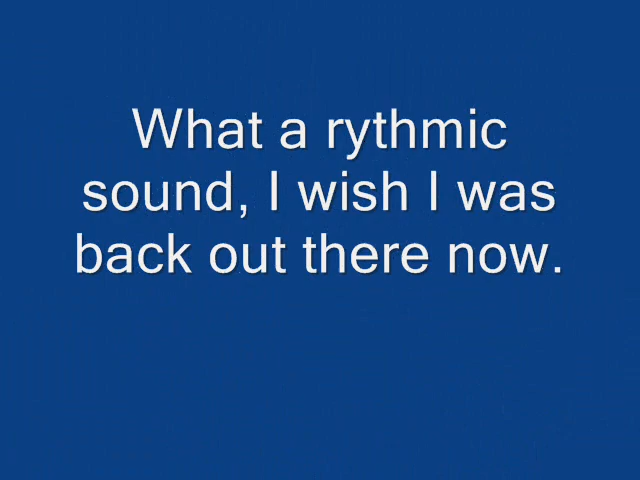 What a rythmic
sound, I wish I was
back out there now.